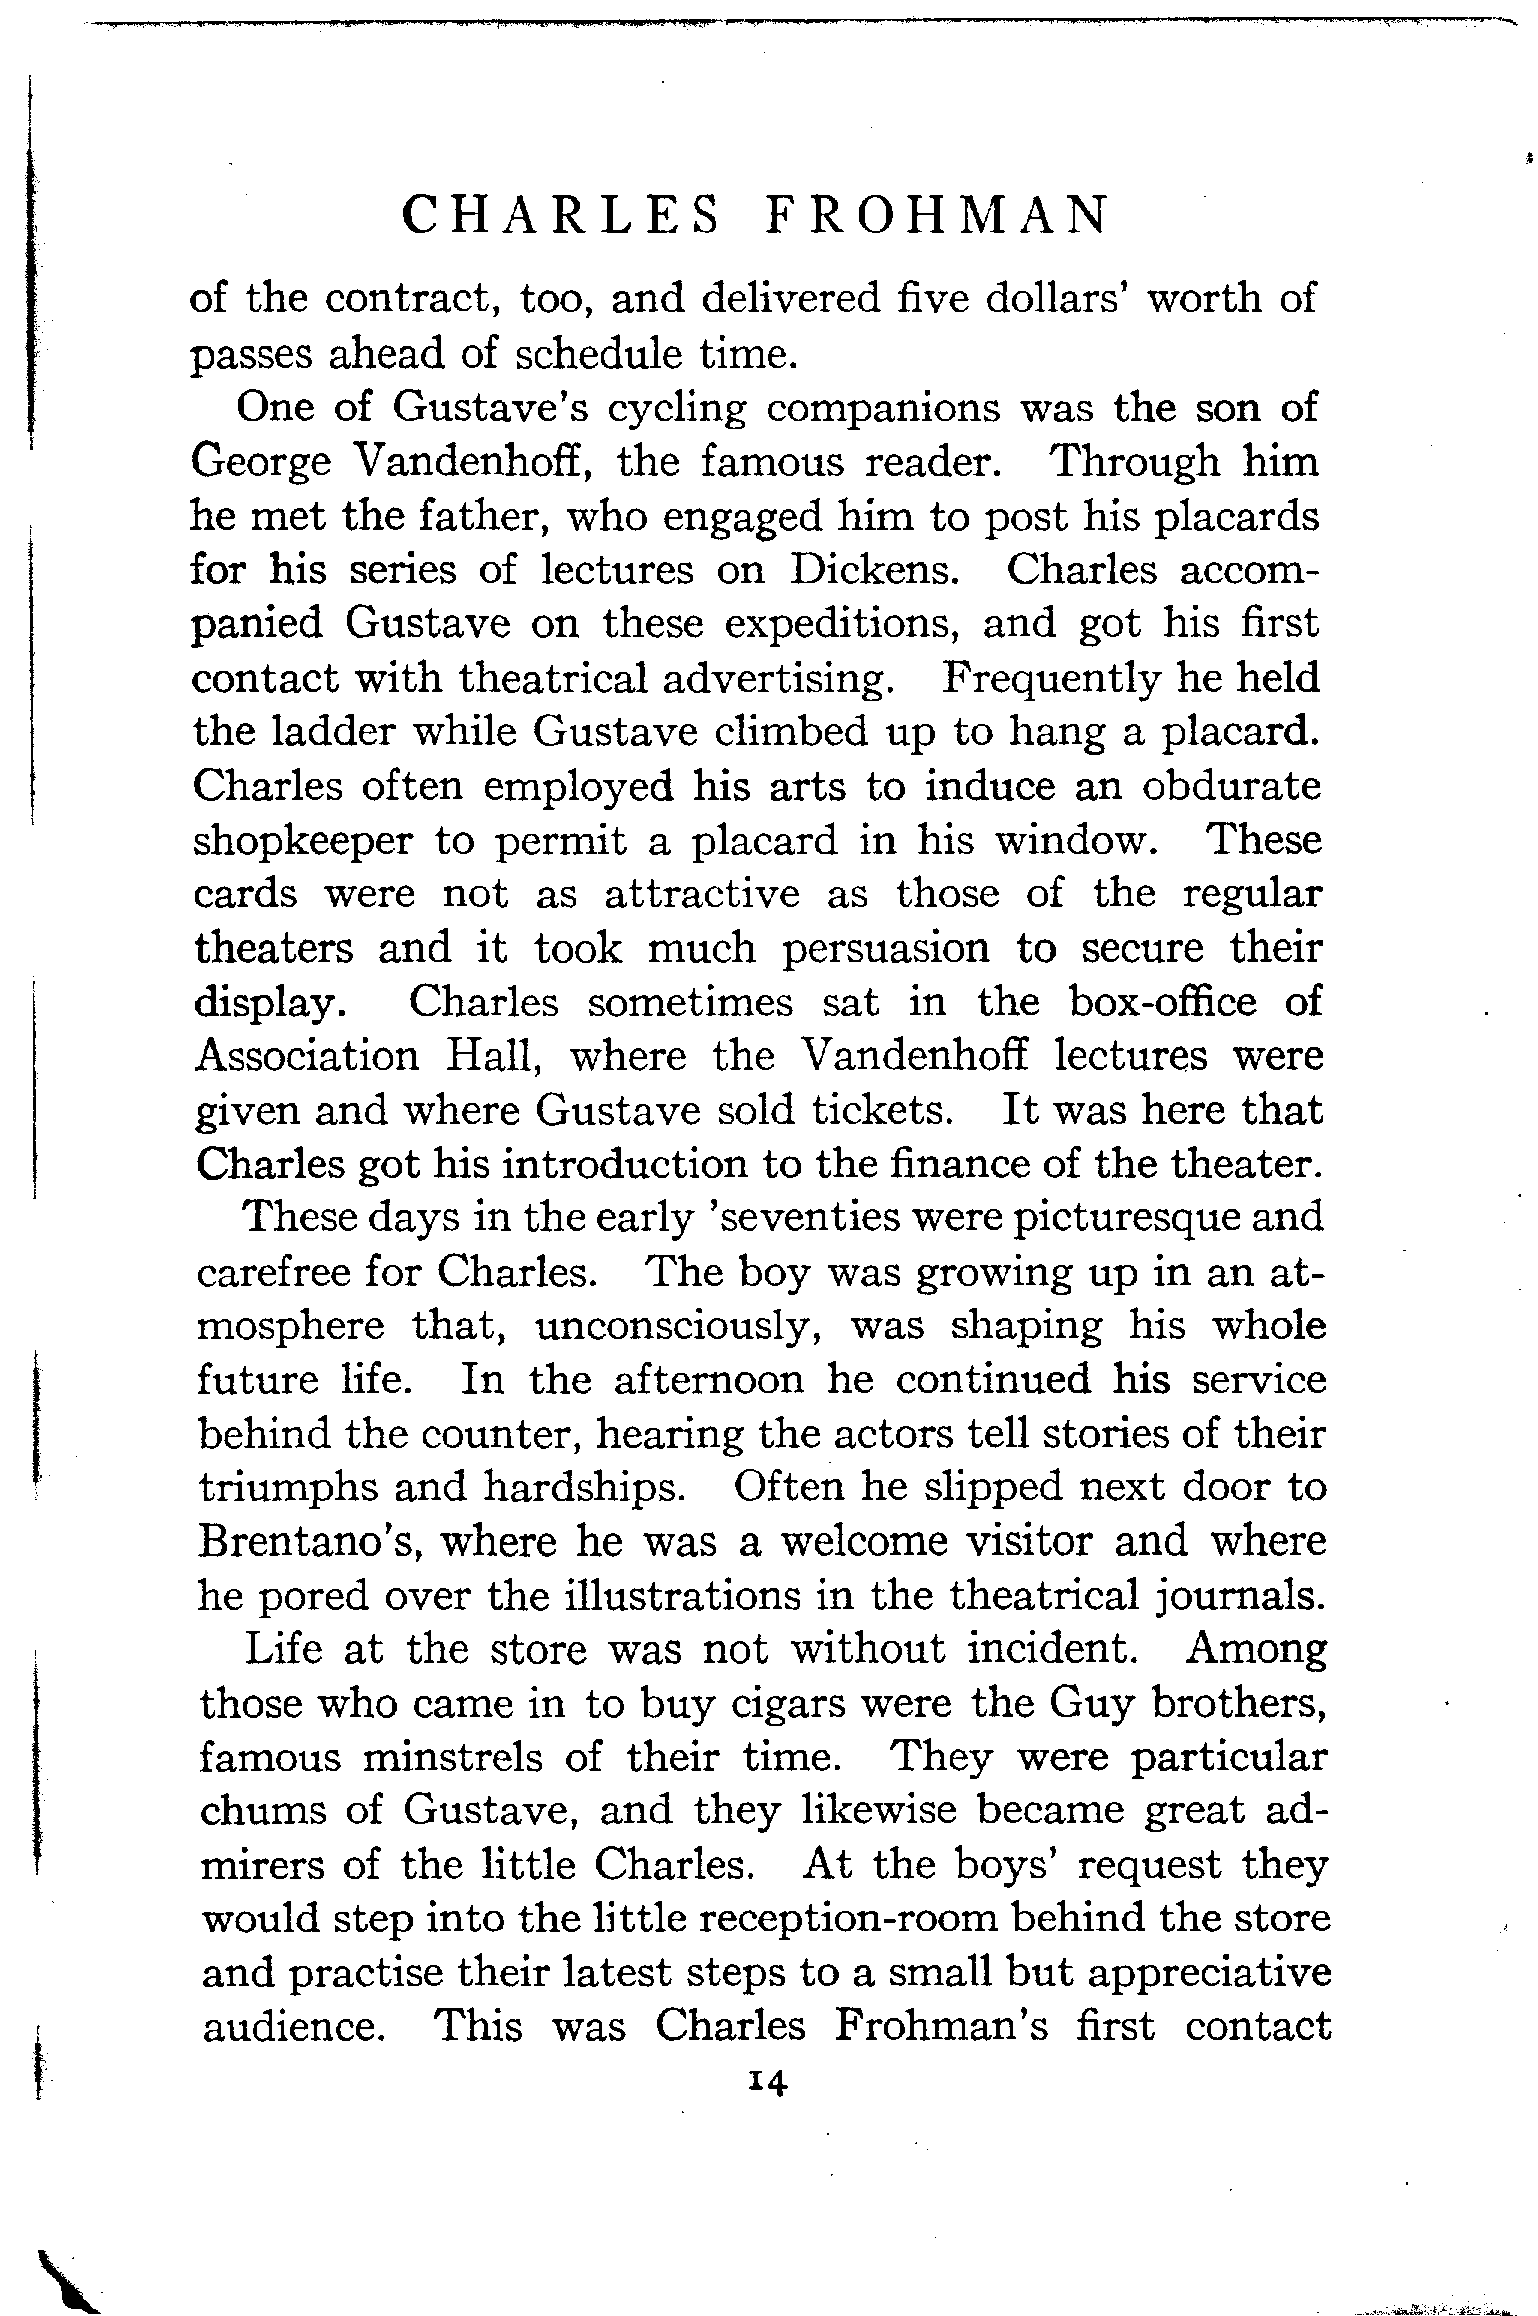 CHARLES FROHMAN
of the contract, too, and delivered five dollars' worth of
passes ahead of schedule time.
One of Gustave's cycling companions was the son of
George Vandenhoff, the famous reader. Through him
he met the father, who engaged him to post his placards
for his series of lectures on Dickens. Charles accom-
panied Gustave on these expeditions, and got his first
contact with theatrical advertising. Frequently he held
the ladder while Gustave climbed up to hang a placard.
Charles often employed his arts to induce an obdurate
shopkeeper to permit a placard in his window. These
cards were not as attractive as those of the regular
theaters and it took much persuasion to secure their
display. Charles sometimes sat in the box-office of
Association Hall, where the Vandenhoff lectures were
given and where Gustave sold tickets. It was here that
Charles got his introduction to the finance of the theater.
These days in the early 'seventies were picturesque and
carefree for Charles. The boy was growing up in an at-
mosphere that, unconsciously, was shaping his whole
future life. In the afternoon he continued his service
behind the counter, hearing the actors tell stories of their
triumphs and hardships. Often he slipped next door to
Brentano's, where he was a welcome visitor and where
he pored over the illustrations in the theatrical journals.
Life at the store was not without incident. Among
those who came in to buy cigars were the Guy brothers,
famous minstrels of their time. They were particular
chums of Gustave, and they likewise became great ad-
mirers of the little Charles. At the boys' request they
would step into the little reception-room behind the store
and practise their latest steps to a small but appreciative
audience. This was Charles Frohman's first contact
14